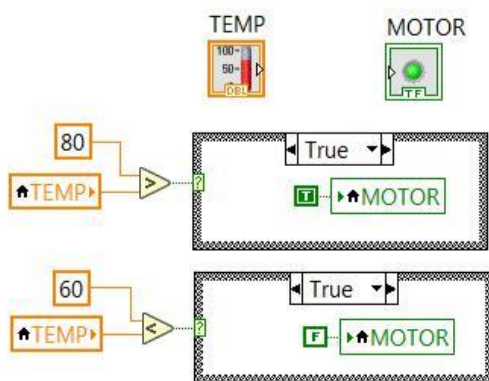 TEMP MOTOR
100-
50-
DBL TF
80 True
> ?
TEMP T MOTOR
60 True
< ?
TEMP F MOTOR